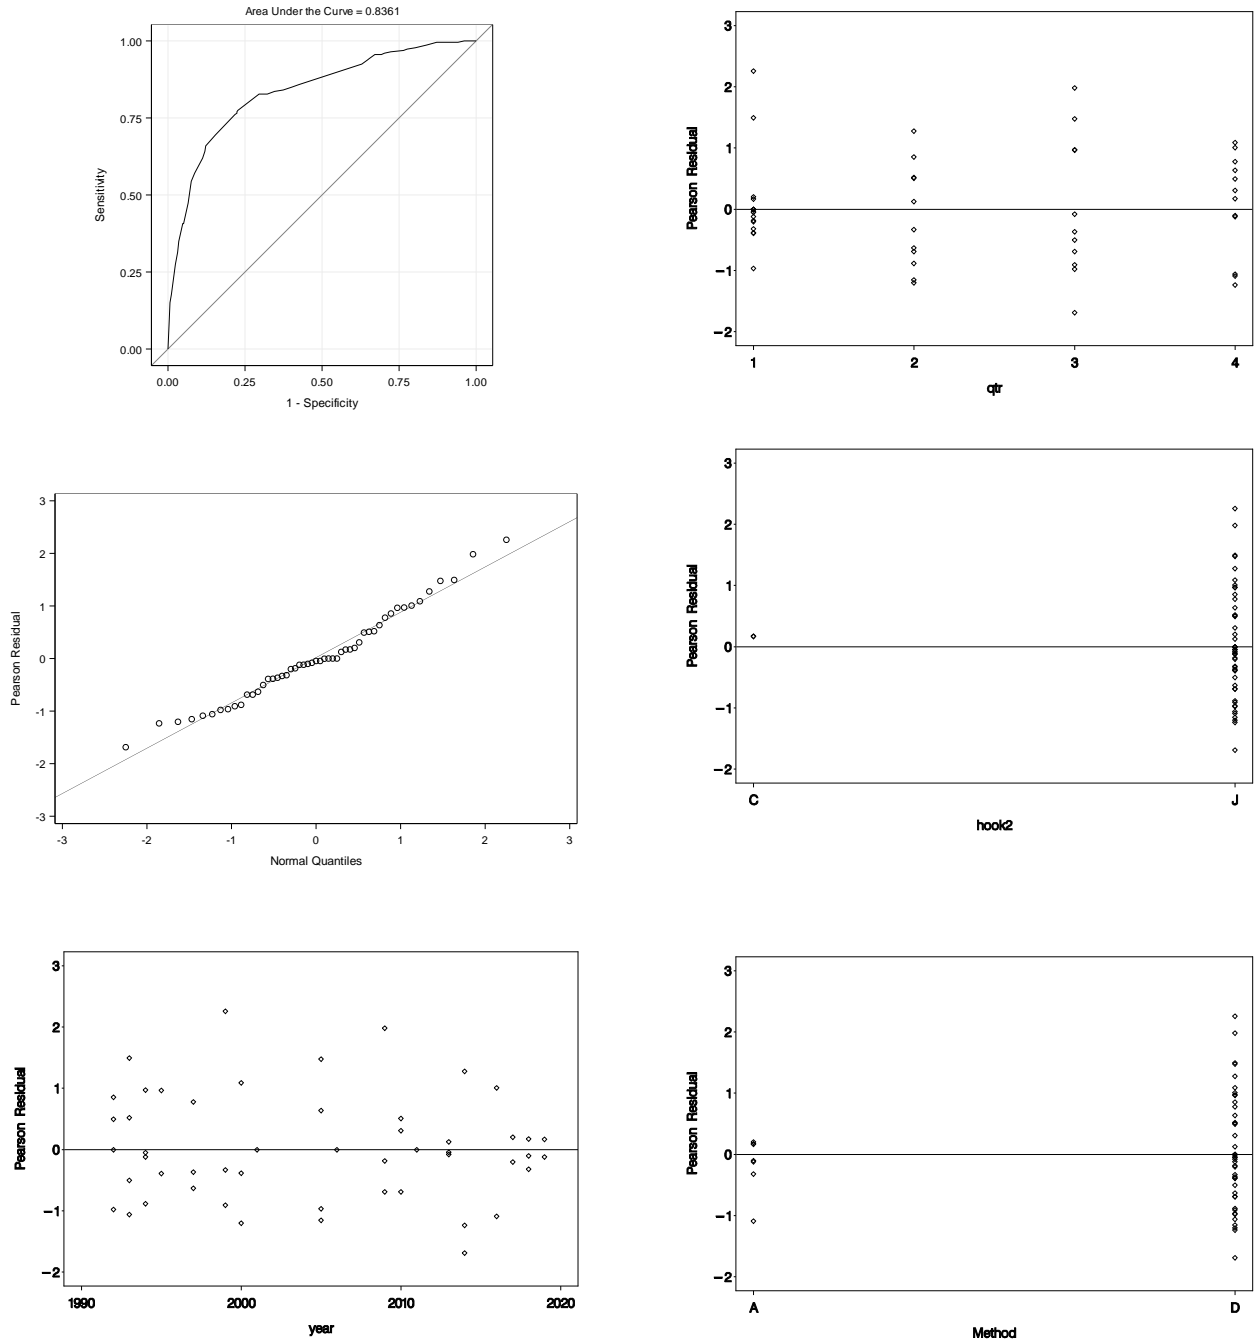 Area Under the Curve = 0.8361
1.00
0.75
0.50
0.25
0.00
Sensitivity
0.00 0.25 0.50 0.75 1.00
1 - Specificity
3
2
1
0
−1
−2
Pearson Residual
1 2 3 4
qtr
3
2
1
0
-1
-2
-3
Pearson Residual
-3 -2 -1 0 1 2 3
Normal Quantiles
3
2
1
0
−1
−2
Pearson Residual
C J
hook2
3
2
1
0
−1
−2
Pearson Residual
1990 2000 2010 2020
year
3
2
1
0
−1
−2
Pearson Residual
A D
Method